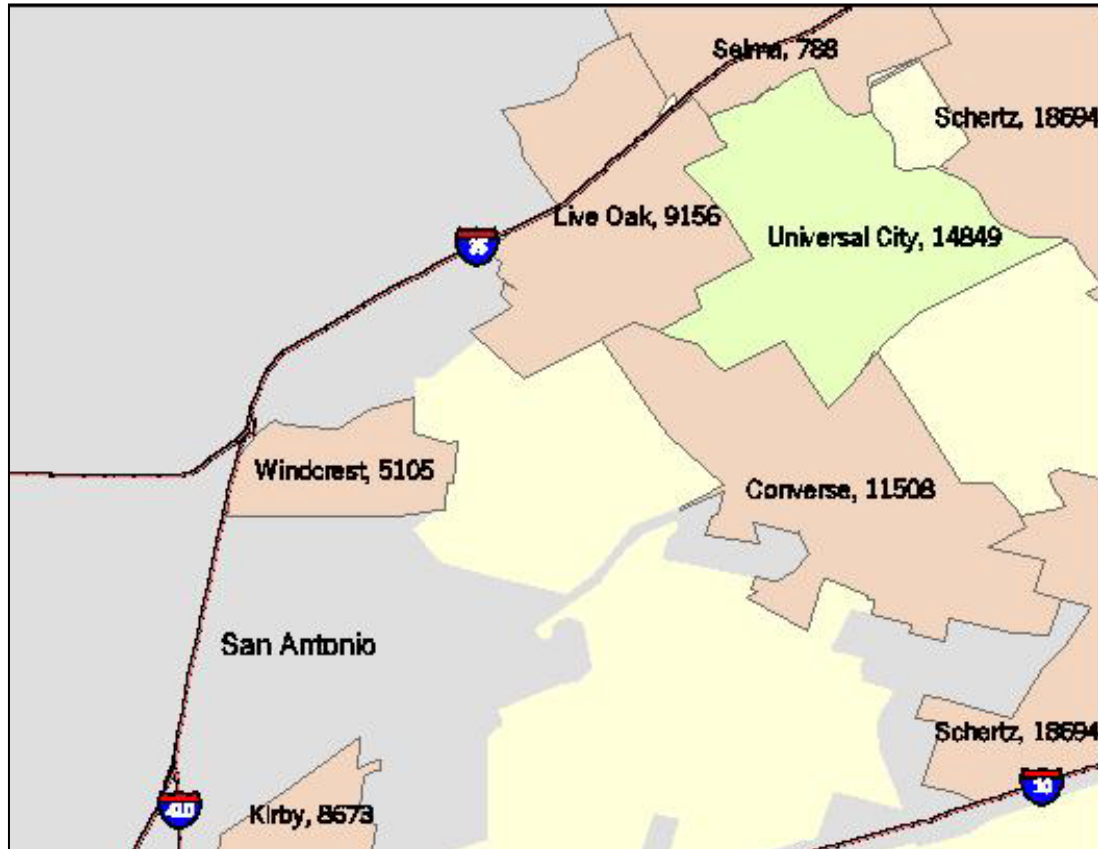 Selma, 788
Schertz, 18694
Live Oak, 9156
Universal City, 14849
35
Windcrest, 5105
Converse, 11508
San Antonio
Schertz, 18694
10
410
Kirby, 8673